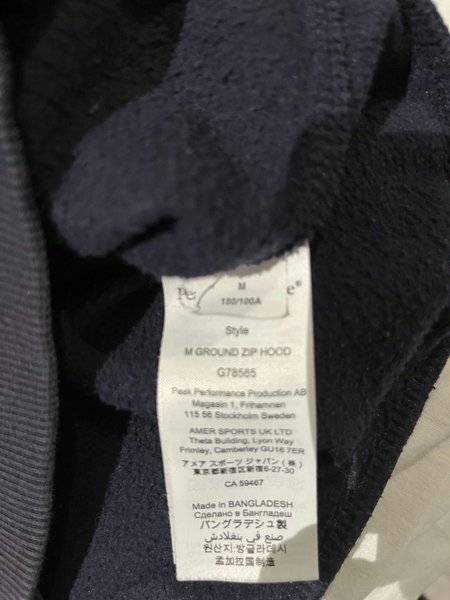 M
180/100A
Pe
e®
Style
M GROUND ZIP HOOD
G78585
Peak Performance Production AB
Magasin 1, Frihamnen
115 56 Stockholm Sweden
AMER SPORTS UK LTD
Theta Building, Lyon Way
Frimley, Camberley GU16 7ER
アメア スポーツ ジャパン (株)
東京都新宿区新宿6-27-30
CA 59467
Made in BANGLADESH
Сделано в Бангладеш
バングラデシュ製
صنع في بنغلادش
원산지:방글라데시
孟加拉国制造